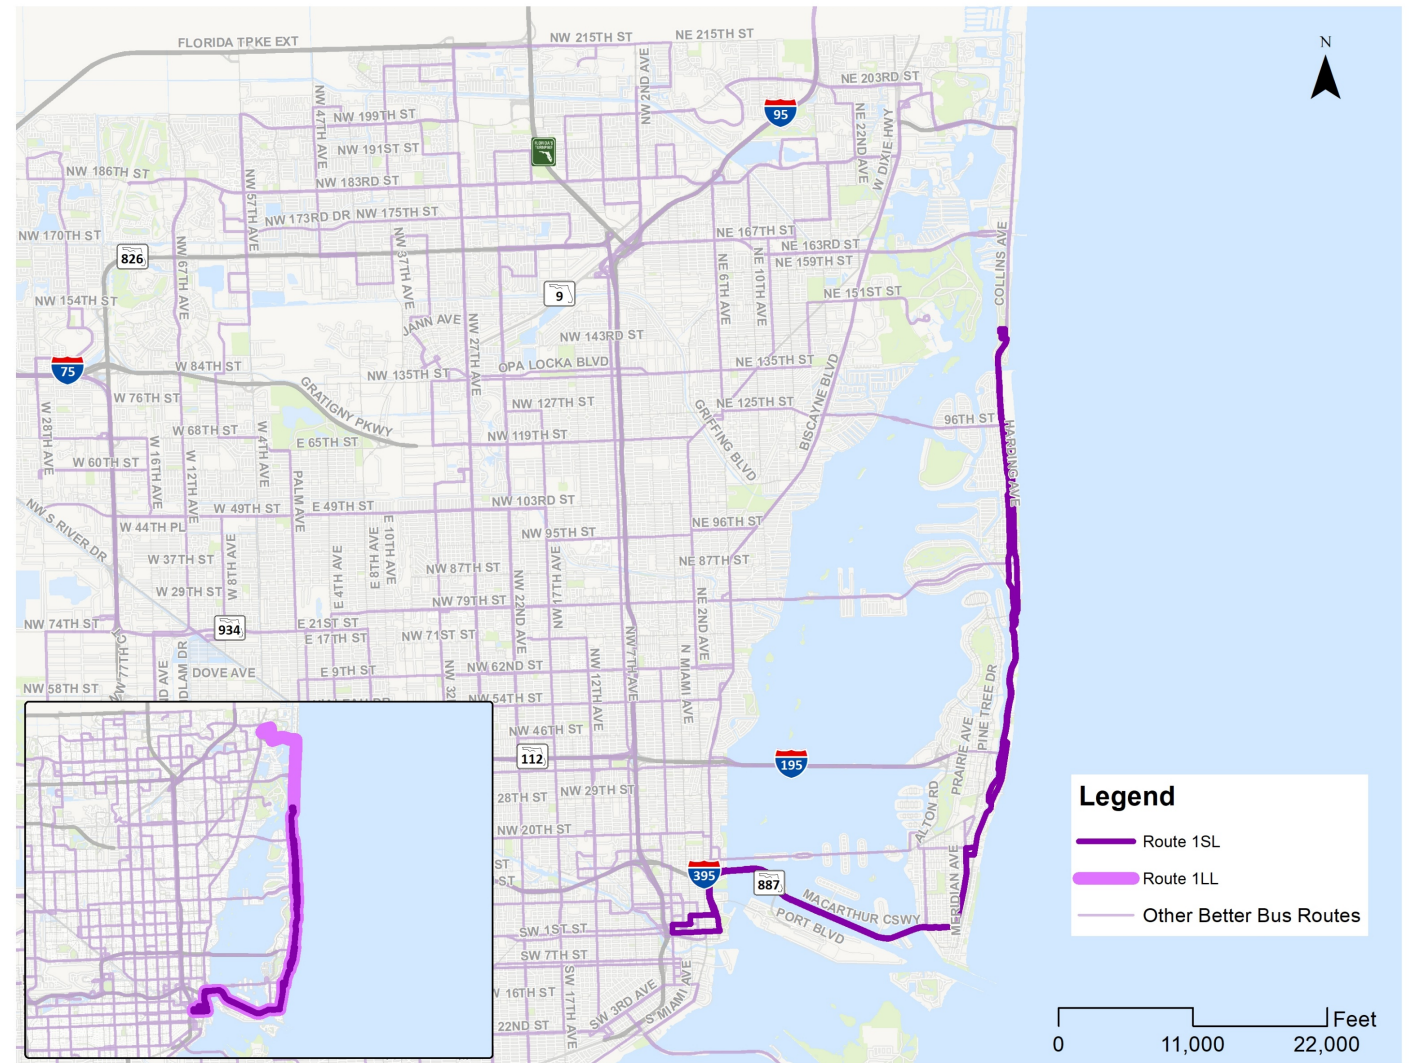 FLORIDA TPKE EXT
NW 215TH ST
NE 215TH ST
N
NW 2ND AVE
NE 203RD ST
95
NW 47TH AVE
NW 199TH ST
NE 22ND AVE
W DIXIE HWY
NW 191ST ST
NW 186TH ST
NW 183RD ST
NW 57TH AVE
NW 173RD DR
NW 175TH ST
NW 170TH ST
NW 67TH AVE
NW 37TH AVE
NE 167TH ST
NE 163RD ST
NE 159TH ST
COLLINS AVE
826
NE 6TH AVE
NE 10TH AVE
9
NE 151ST ST
NW 154TH ST
JANN AVE
NW 27TH AVE
NW 143RD ST
75
W 84TH ST
NW 135TH ST
OPA LOCKA BLVD
NE 135TH ST
BISCAYNE BLVD
GRATIGNY PKWY
W 76TH ST
NW 127TH ST
NE 125TH ST
GRIFFING BLVD
96TH ST
HARDING AVE
W 28TH AVE
W 68TH ST
W 4TH AVE
E 65TH ST
NW 119TH ST
W 16TH AVE
W 12TH AVE
W 60TH ST
PALM AVE
NW S RIVER DR
W 49TH ST
E 49TH ST
NW 103RD ST
W 44TH PL
NE 96TH ST
NW 95TH ST
W 8TH AVE
E 4TH AVE
E 8TH AVE
E 10TH AVE
W 37TH ST
NW 87TH ST
NW 22ND AVE
NW 17TH AVE
NE 87TH ST
W 29TH ST
NW 79TH ST
NE 2ND AVE
NW 74TH ST
934
E 21ST ST
E 17TH ST
NW 71ST ST
NW 7TH AVE
N MIAMI AVE
DOVE AVE
E 9TH ST
NW 62ND ST
NW 12TH AVE
NW 58TH ST
NW 54TH ST
PINE TREE DR
PRAIRIE AVE
NW 46TH ST
112
195
28TH ST
NW 29TH ST
ALTON RD
NW 20TH ST
MERIDIAN AVE
395
887
MACARTHUR CSWY
PORT BLVD
SW 1ST ST
SW 7TH ST
16TH ST
SW 17TH AVE
SW 3RD AVE
S MIAMI AVE
22ND ST
Legend
Route 1SL
Route 1LL
Other Better Bus Routes
Feet
0 11,000 22,000